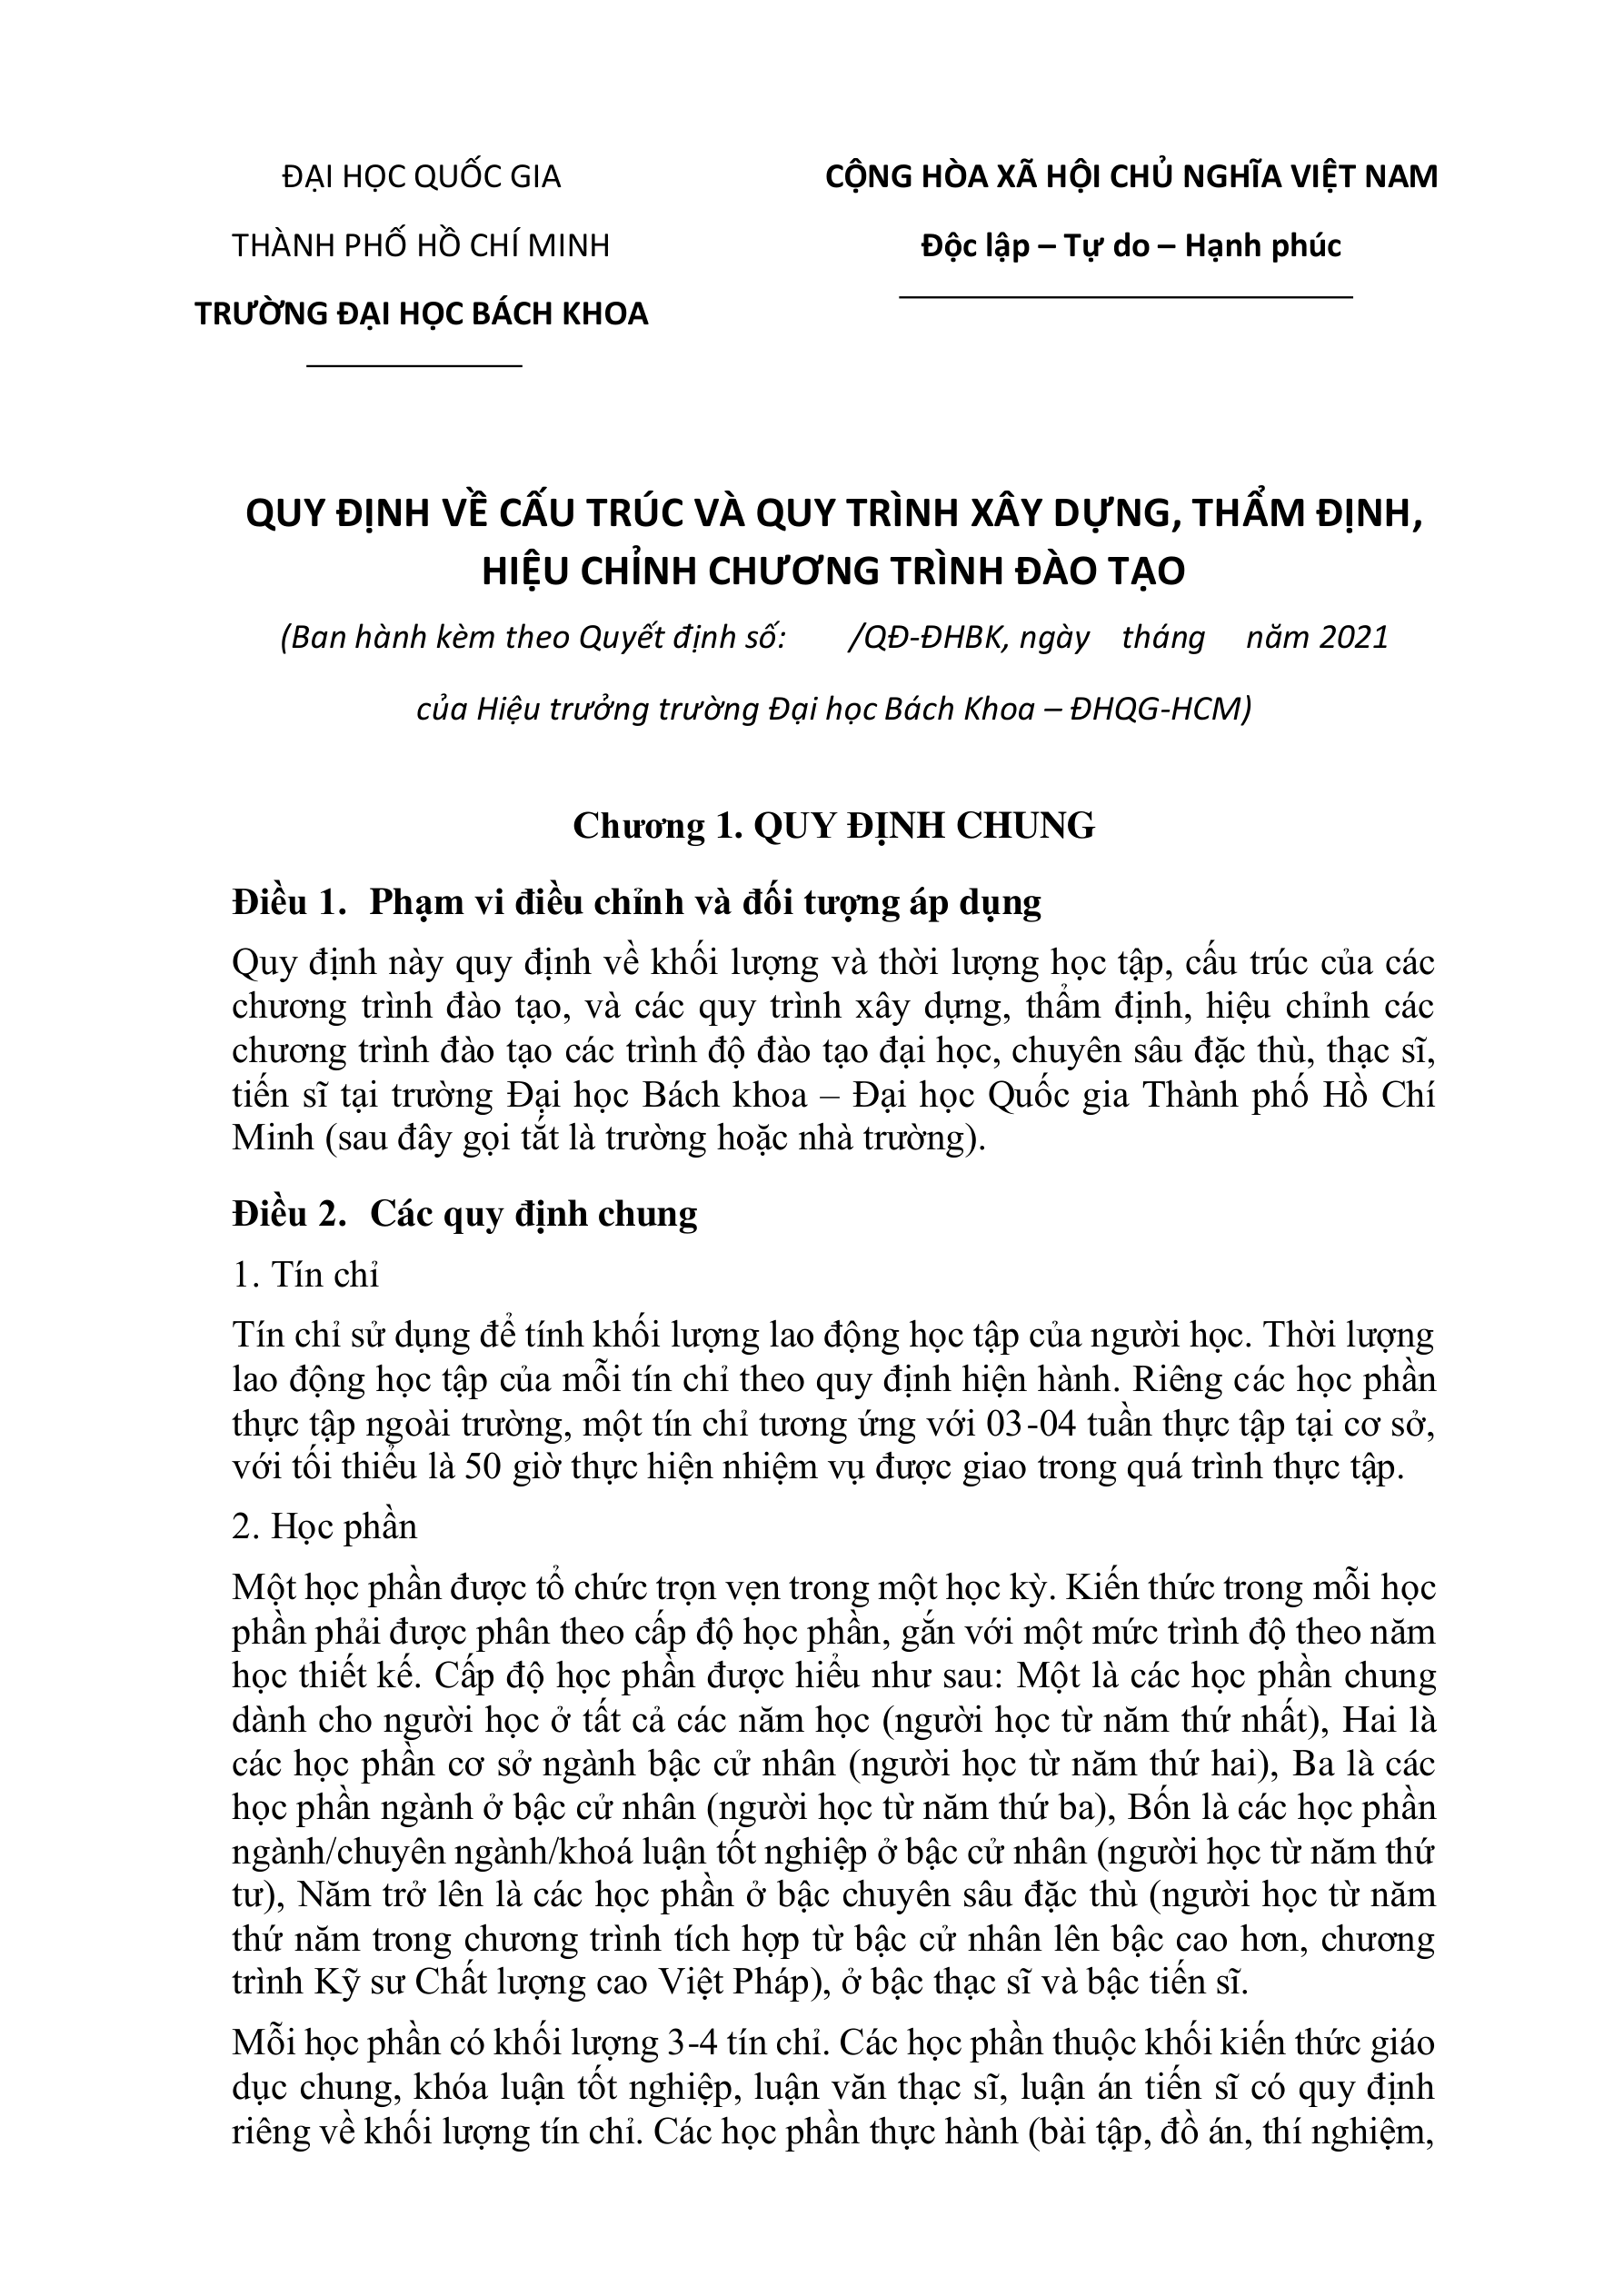 ĐẠI HỌC QUỐC GIA
THÀNH PHỐ HỒ CHÍ MINH
TRƯỜNG ĐẠI HỌC BÁCH KHOA
CỘNG HÒA XÃ HỘI CHỦ NGHĨA VIỆT NAM
Độc lập – Tự do – Hạnh phúc
QUY ĐỊNH VỀ CẤU TRÚC VÀ QUY TRÌNH XÂY DỰNG, THẨM ĐỊNH,
HIỆU CHỈNH CHƯƠNG TRÌNH ĐÀO TẠO
(Ban hành kèm theo Quyết định số: /QĐ-ĐHBK, ngày tháng năm 2021
của Hiệu trưởng trường Đại học Bách Khoa – ĐHQG-HCM)
Chương 1. QUY ĐỊNH CHUNG
Điều 1. Phạm vi điều chỉnh và đối tượng áp dụng
Quy định này quy định về khối lượng và thời lượng học tập, cấu trúc của các
chương trình đào tạo, và các quy trình xây dựng, thẩm định, hiệu chỉnh các
chương trình đào tạo các trình độ đào tạo đại học, chuyên sâu đặc thù, thạc sĩ,
tiến sĩ tại trường Đại học Bách khoa – Đại học Quốc gia Thành phố Hồ Chí
Minh (sau đây gọi tắt là trường hoặc nhà trường).
Điều 2. Các quy định chung
1. Tín chỉ
Tín chỉ sử dụng để tính khối lượng lao động học tập của người học. Thời lượng
lao động học tập của mỗi tín chỉ theo quy định hiện hành. Riêng các học phần
thực tập ngoài trường, một tín chỉ tương ứng với 03-04 tuần thực tập tại cơ sở,
với tối thiểu là 50 giờ thực hiện nhiệm vụ được giao trong quá trình thực tập.
2. Học phần
Một học phần được tổ chức trọn vẹn trong một học kỳ. Kiến thức trong mỗi học
phần phải được phân theo cấp độ học phần, gắn với một mức trình độ theo năm
học thiết kế. Cấp độ học phần được hiểu như sau: Một là các học phần chung
dành cho người học ở tất cả các năm học (người học từ năm thứ nhất), Hai là
các học phần cơ sở ngành bậc cử nhân (người học từ năm thứ hai), Ba là các
học phần ngành ở bậc cử nhân (người học từ năm thứ ba), Bốn là các học phần
ngành/chuyên ngành/khoá luận tốt nghiệp ở bậc cử nhân (người học từ năm thứ
tư), Năm trở lên là các học phần ở bậc chuyên sâu đặc thù (người học từ năm
thứ năm trong chương trình tích hợp từ bậc cử nhân lên bậc cao hơn, chương
trình Kỹ sư Chất lượng cao Việt Pháp), ở bậc thạc sĩ và bậc tiến sĩ.
Mỗi học phần có khối lượng 3-4 tín chỉ. Các học phần thuộc khối kiến thức giáo
dục chung, khóa luận tốt nghiệp, luận văn thạc sĩ, luận án tiến sĩ có quy định
riêng về khối lượng tín chỉ. Các học phần thực hành (bài tập, đồ án, thí nghiệm,